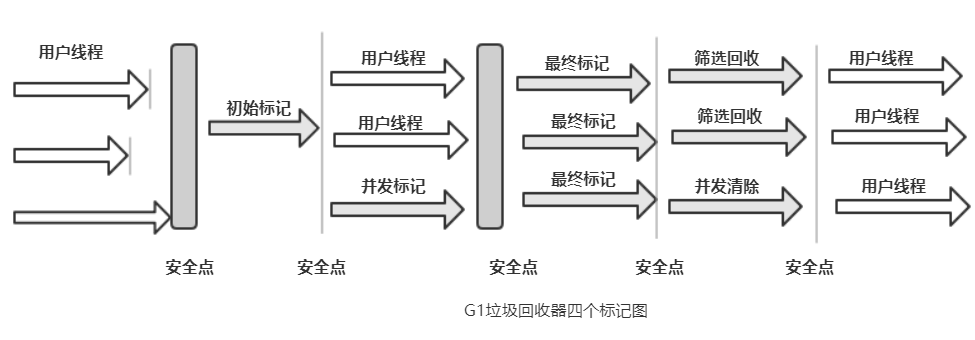 用户线程
初始标记
用户线程
用户线程
并发标记
最终标记
最终标记
最终标记
筛选回收
筛选回收
并发清除
用户线程
用户线程
用户线程
安全点
安全点
安全点
安全点
安全点
G1垃圾回收器四个标记图